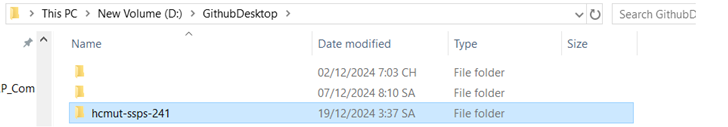 This PC > New Volume (D:) > GithubDesktop >
Search GithubD
Name Date modified Type Size
02/12/2024 7:03 CH File folder
07/12/2024 8:10 SA File folder
P_Com
hcmut-ssps-241 19/12/2024 3:37 SA File folder